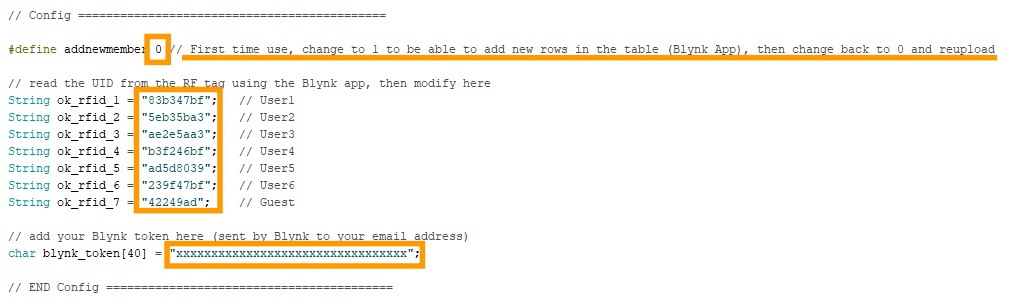 // Config ============================================
#define addnewmember 0 // First time use, change to 1 to be able to add new rows in the table (Blynk App), then change back to 0 and reupload
// read the UID from the RF tag using the Blynk app, then modify here
String ok_rfid_1 = "83b347bf"; // User1
String ok_rfid_2 = "5eb35ba3"; // User2
String ok_rfid_3 = "ae2e5aa3"; // User3
String ok_rfid_4 = "b3f246bf"; // User4
String ok_rfid_5 = "ad5d8039"; // User5
String ok_rfid_6 = "239f47bf"; // User6
String ok_rfid_7 = "42249ad"; // Guest
// add your Blynk token here (sent by Blynk to your email address)
char blynk_token[40] = "xxxxxxxxxxxxxxxxxxxxxxxxxxxxxxxxx";
// END Config =========================================